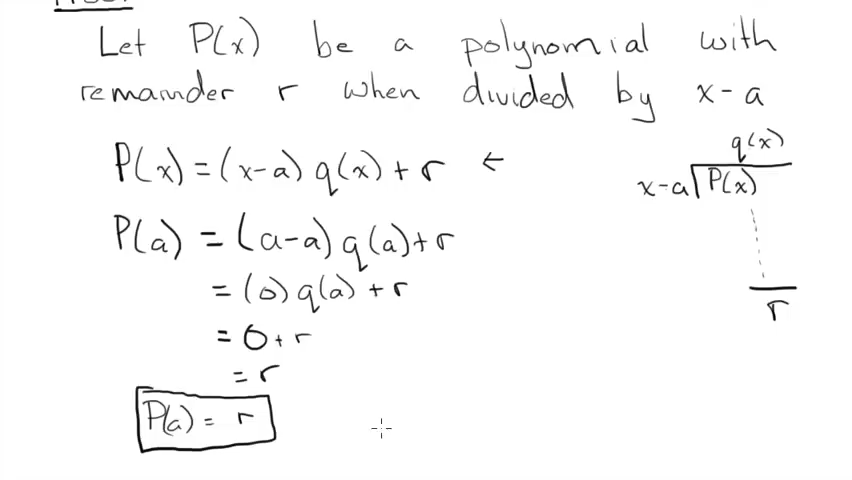 Proof
Let P(x) be a polynomial with
remainder r when divided by x-a
P(x) = (x-a) q(x) + r ←
q(x)
x-a P(x)
P(a) = (a-a) q(a) + r
= (0) q(a) + r
r
= 0 + r
= r
P(a) = r